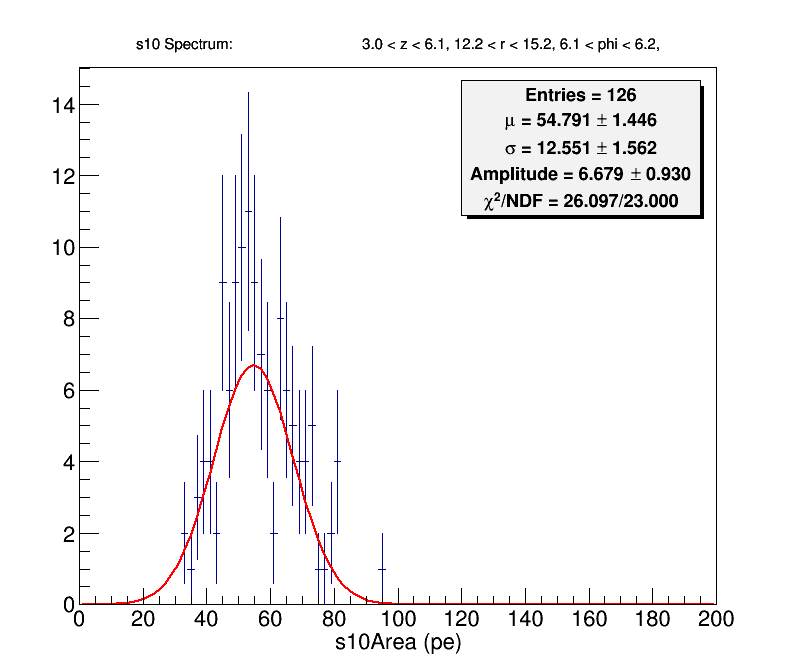 s10 Spectrum: 3.0 < z < 6.1, 12.2 < r < 15.2, 6.1 < phi < 6.2,
Entries = 126
μ = 54.791 ± 1.446
σ = 12.551 ± 1.562
Amplitude = 6.679 ± 0.930
χ²/NDF = 26.097/23.000
14
12
10
8
6
4
2
0
0 20 40 60 80 100 120 140 160 180 200
s10Area (pe)